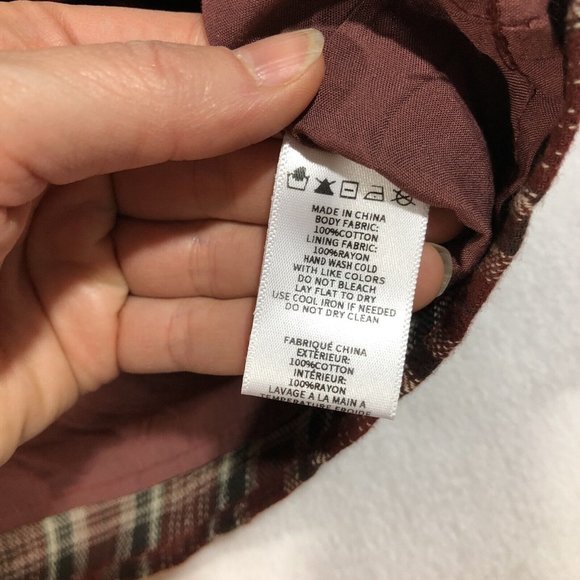 MADE IN CHINA
BODY FABRIC:
100%COTTON
LINING FABRIC:
100%RAYON
HAND WASH COLD
WITH LIKE COLORS
DO NOT BLEACH
LAY FLAT TO DRY
USE COOL IRON IF NEEDED
DO NOT DRY CLEAN
FABRIQUÉ CHINA
EXTÉRIEUR:
100%COTTON
INTÉRIEUR:
100%RAYON
LAVAGE A LA MAIN A
TEMPERATURE FROIDE